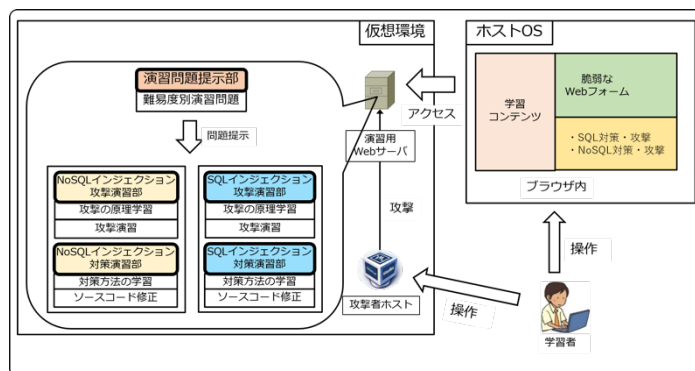 仮想環境
ホストOS
演習問題提示部
難易度別演習問題
問題提示
NoSQLインジェクション
攻撃演習部
攻撃の原理学習
攻撃演習
NoSQLインジェクション
対策演習部
対策方法の学習
ソースコード修正
SQLインジェクション
攻撃演習部
攻撃の原理学習
攻撃演習
SQLインジェクション
対策演習部
対策方法の学習
ソースコード修正
演習用
Webサーバ
攻撃
攻撃者ホスト
アクセス
学習
コンテンツ
脆弱な
Webフォーム
・SQL対策・攻撃
・NoSQL対策・攻撃
ブラウザ内
操作
操作
学習者